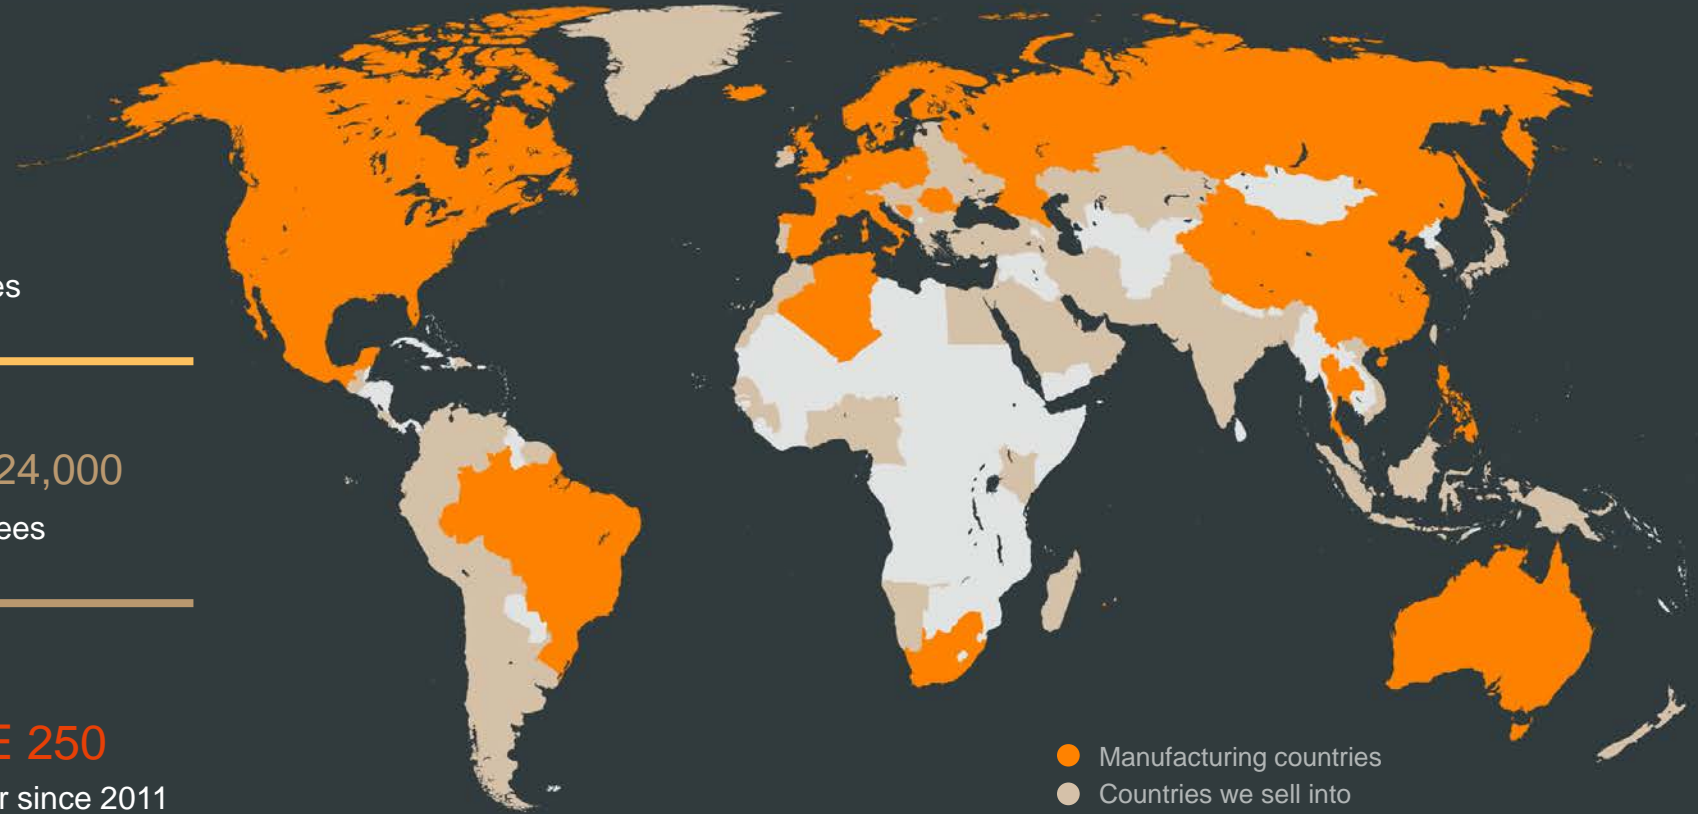 es
24,000
ees
E 250
r since 2011
Manufacturing countries
Countries we sell into